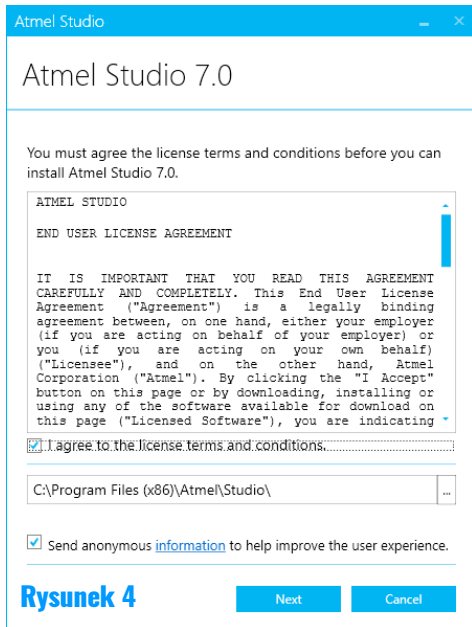 Atmel Studio
Atmel Studio 7.0
You must agree the license terms and conditions before you can
install Atmel Studio 7.0.
ATMEL STUDIO
END USER LICENSE AGREEMENT
IT IS IMPORTANT THAT YOU READ THIS AGREEMENT
CAREFULLY AND COMPLETELY. This End User License
Agreement ("Agreement") is a legally binding
agreement between, on one hand, either your employer
(if you are acting on behalf of your employer) or
you (if you are acting on your own behalf)
("Licensee"), and on the other hand, Atmel
Corporation ("Atmel"). By clicking the "I Accept"
button on this page or by downloading, installing or
using any of the software available for download on
this page ("Licensed Software"), you are indicating
I agree to the license terms and conditions.
C:\Program Files (x86)\Atmel\Studio\
...
Send anonymous information to help improve the user experience.
Rysunek 4
Next
Cancel